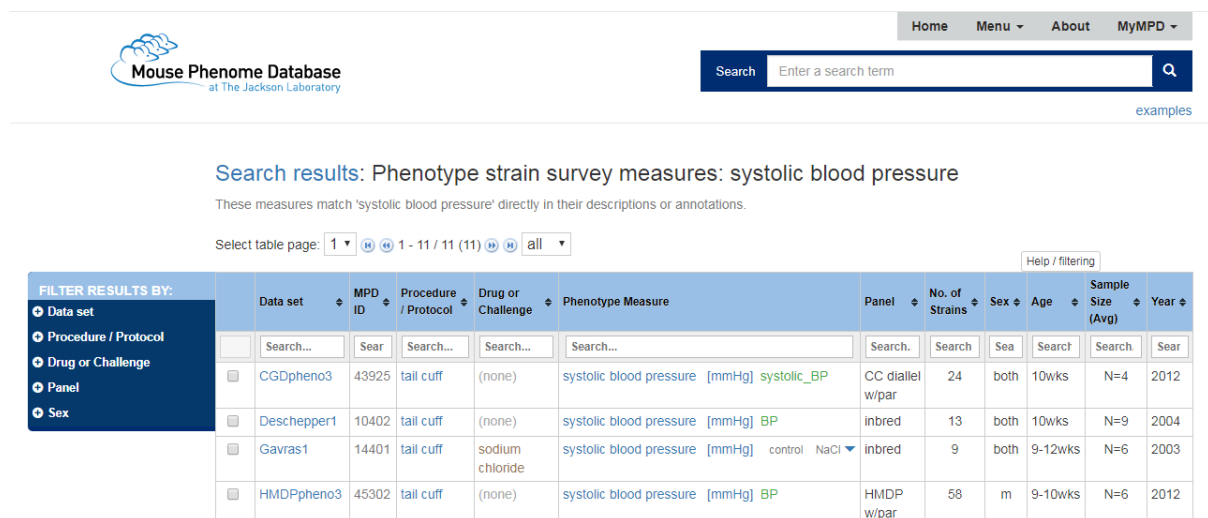 Home Menu About MyMPD
Mouse Phenome Database
at The Jackson Laboratory
Search Enter a search term
examples
Search results: Phenotype strain survey measures: systolic blood pressure
These measures match 'systolic blood pressure' directly in their descriptions or annotations.
Select table page: 1 1 - 11 / 11 (11) all
Help / filtering
FILTER RESULTS BY:
Data set
Procedure / Protocol
Drug or Challenge
Panel
Sex
Data set MPD ID Procedure / Protocol Drug or Challenge Phenotype Measure Panel No. of Strains Sex Age Sample Size (Avg) Year
Search... Sear Search... Search... Search... Search. Search Sea Search Search. Sear
CGDpheno3 43925 tail cuff (none) systolic blood pressure [mmHg] systolic_BP CC diallel w/par 24 both 10wks N=4 2012
Deschepper1 10402 tail cuff (none) systolic blood pressure [mmHg] BP inbred 13 both 10wks N=9 2004
Gavras1 14401 tail cuff sodium chloride systolic blood pressure [mmHg] control NaCl inbred 9 both 9-12wks N=6 2003
HMDPpheno3 45302 tail cuff (none) systolic blood pressure [mmHg] BP HMDP w/par 58 m 9-10wks N=6 2012